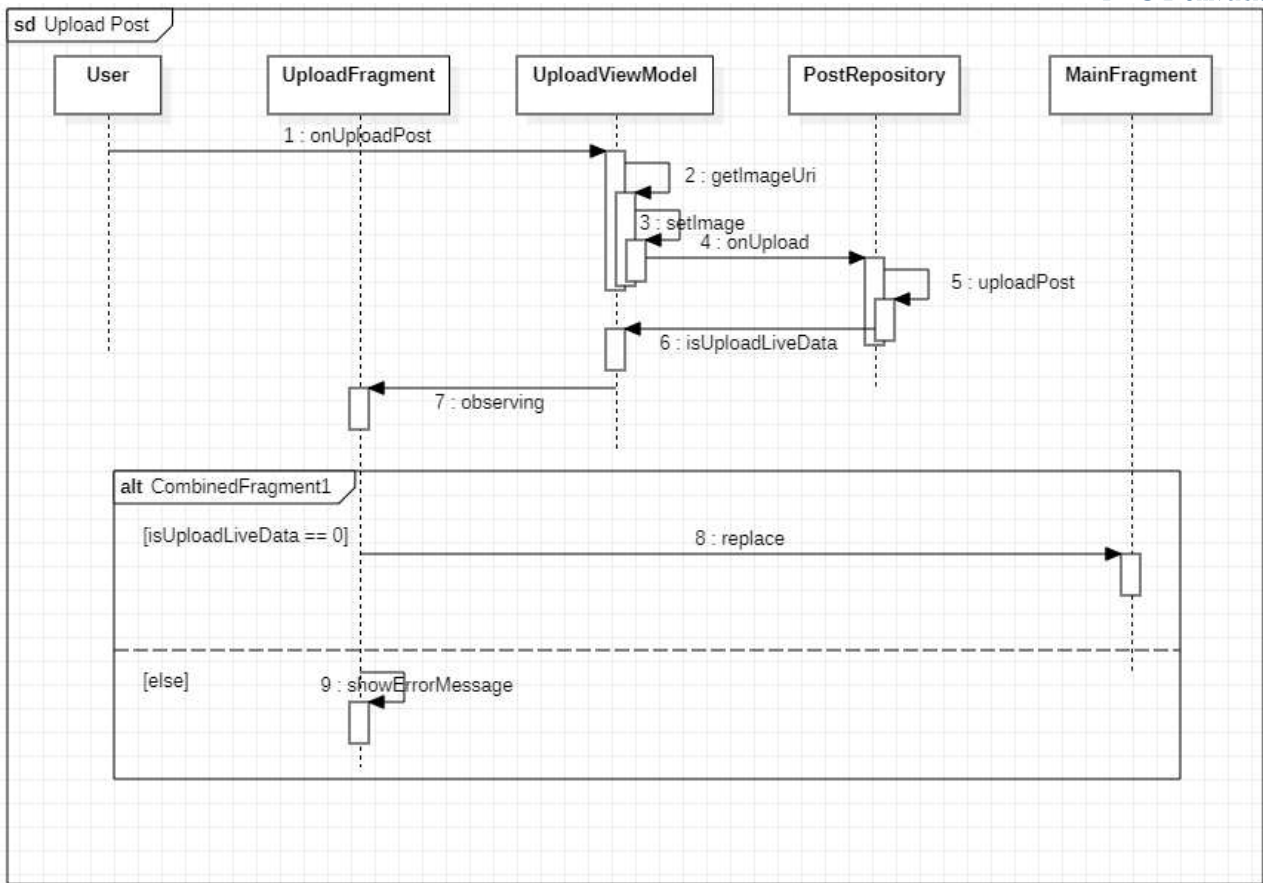 sd Upload Post
User
UploadFragment
UploadViewModel
PostRepository
MainFragment
1 : onUploadPost
2 : getImageUri
3 : setImage
4 : onUpload
5 : uploadPost
6 : isUploadLiveData
7 : observing
alt CombinedFragment1
[isUploadLiveData == 0]
8 : replace
[else]
9 : showErrorMessage